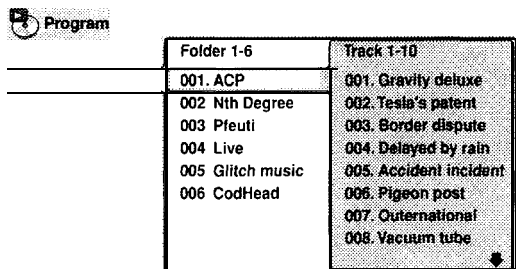 Program
Folder 1-6
001. ACP
002 Nth Degree
003 Pfeuti
004 Live
005 Glitch music
006 CodHead
Track 1-10
001. Gravity deluxe
002. Tesla's patent
003. Border dispute
004. Delayed by rain
005. Accident incident
006. Pigeon post
007. Outernational
008. Vacuum tube